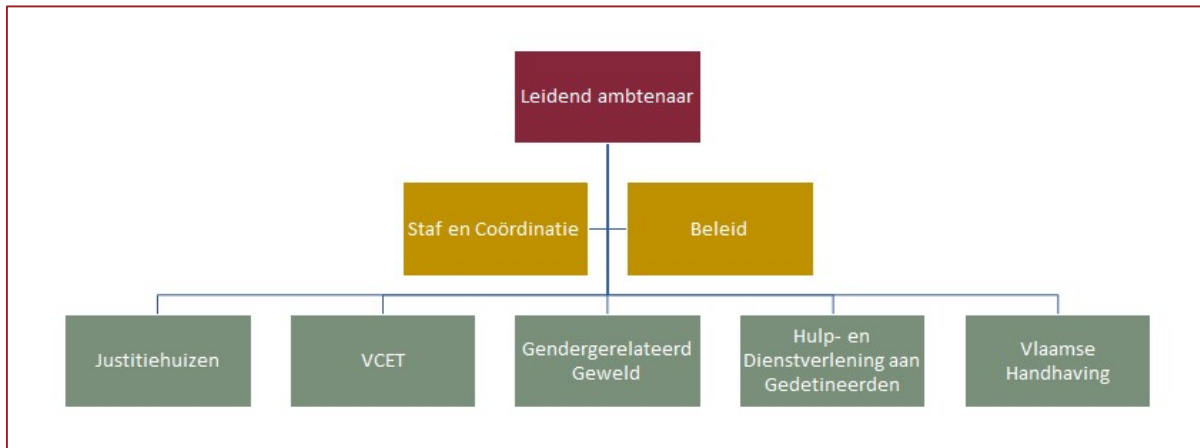 Leidend ambtenaar
Staf en Coördinatie
Beleid
Justitiehuizen
VCET
Gendergerelateerd
Geweld
Hulp- en
Dienstverlening aan
Gedetineerden
Vlaamse
Handhaving